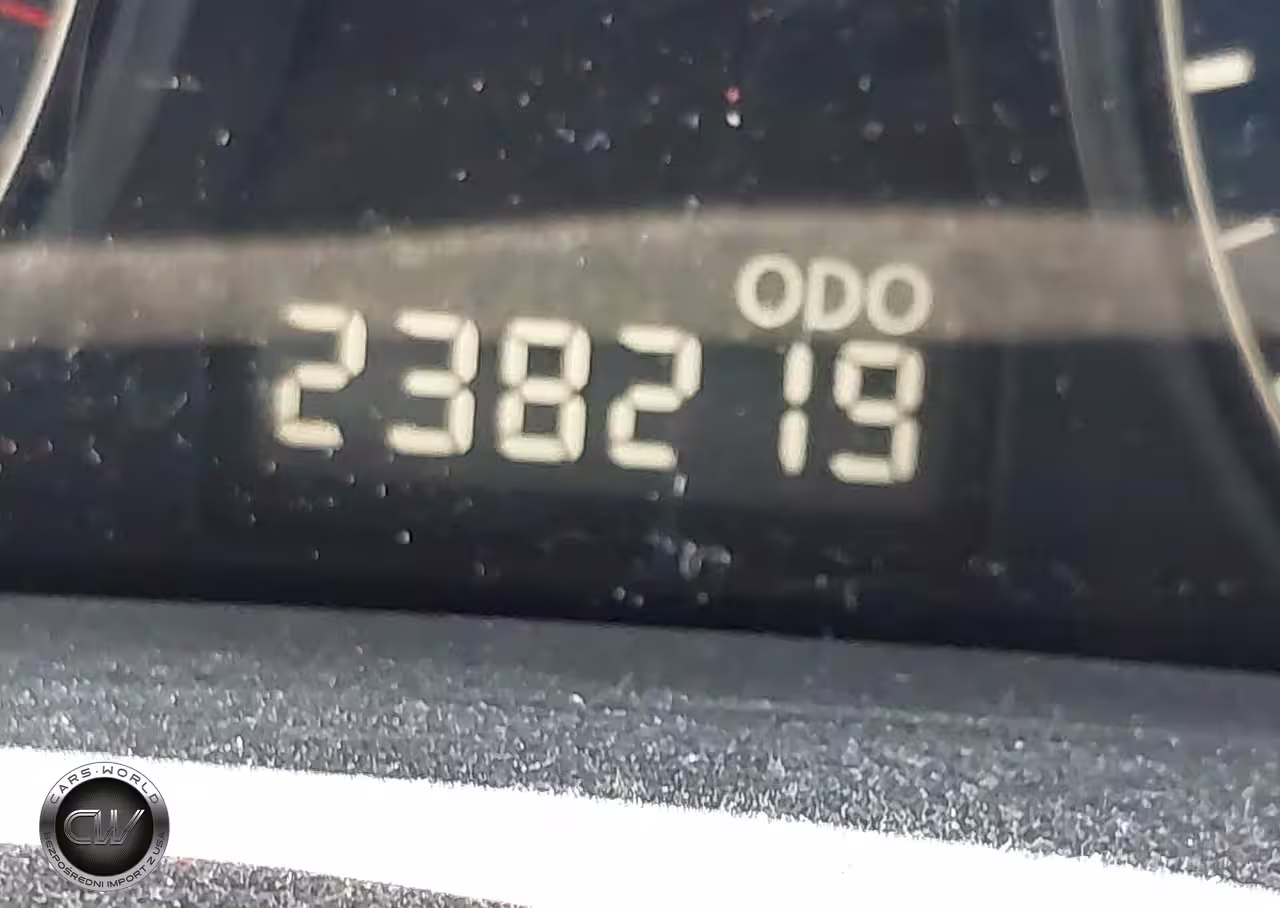 ODO
238219
CARS·WORLD
CW
BEZPOŚREDNI IMPORT Z USA